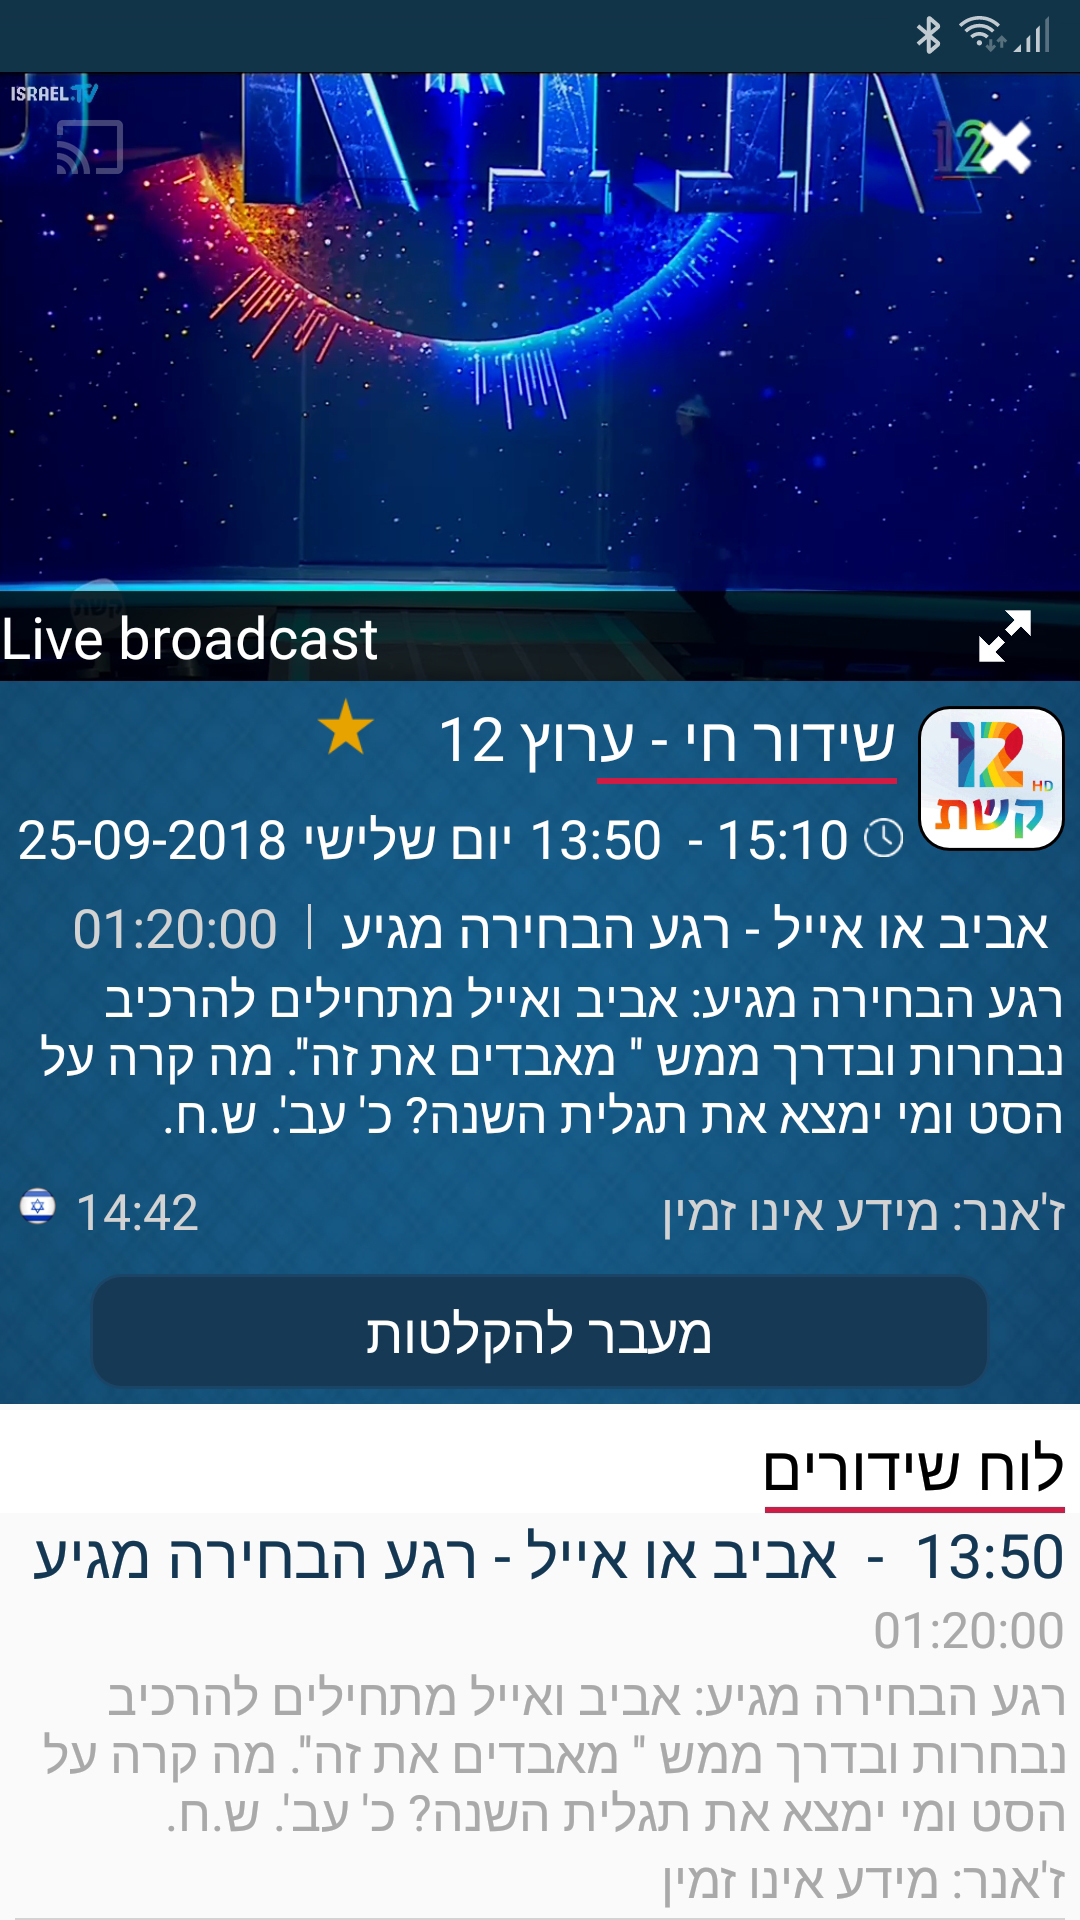 ISRAEL.TV
12
קשת
Live broadcast
שידור חי - ערוץ 12
12
HD
קשת
13:50 - 15:10 יום שלישי 25-09-2018
אביב או אייל - רגע הבחירה מגיע | 01:20:00
רגע הבחירה מגיע: אביב ואייל מתחילים להרכיב
נבחרות ובדרך ממש " מאבדים את זה". מה קרה על
הסט ומי ימצא את תגלית השנה? כ' עב'. ש.ח.
ז'אנר: מידע אינו זמין
14:42
מעבר להקלטות
לוח שידורים
13:50 - אביב או אייל - רגע הבחירה מגיע
01:20:00
רגע הבחירה מגיע: אביב ואייל מתחילים להרכיב
נבחרות ובדרך ממש " מאבדים את זה". מה קרה על
הסט ומי ימצא את תגלית השנה? כ' עב'. ש.ח.
ז'אנר: מידע אינו זמין